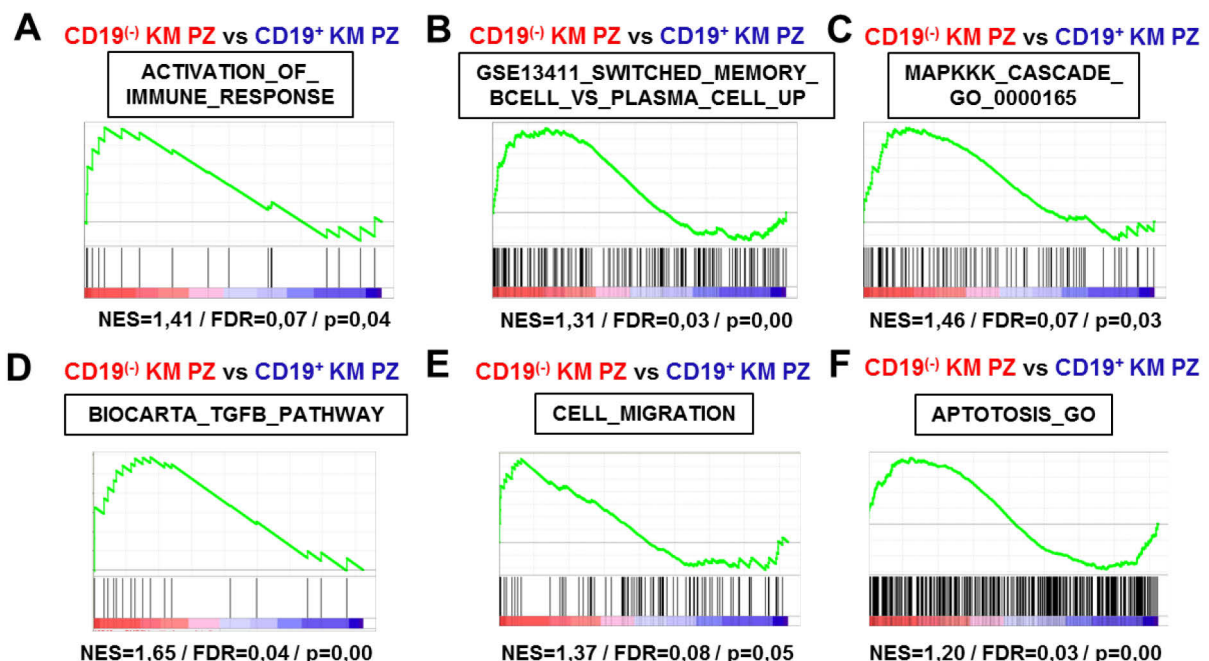 A
CD19(-) KM PZ vs CD19+ KM PZ
ACTIVATION_OF_
IMMUNE_RESPONSE
NES=1,41 / FDR=0,07 / p=0,04
B
CD19(-) KM PZ vs CD19+ KM PZ
GSE13411_SWITCHED_MEMORY_
BCELL_VS_PLASMA_CELL_UP
NES=1,31 / FDR=0,03 / p=0,00
C
CD19(-) KM PZ vs CD19+ KM PZ
MAPKKK_CASCADE_
GO_0000165
NES=1,46 / FDR=0,07 / p=0,03
D
CD19(-) KM PZ vs CD19+ KM PZ
BIOCARTA_TGFB_PATHWAY
NES=1,65 / FDR=0,04 / p=0,00
E
CD19(-) KM PZ vs CD19+ KM PZ
CELL_MIGRATION
NES=1,37 / FDR=0,08 / p=0,05
F
CD19(-) KM PZ vs CD19+ KM PZ
APTOTOSIS_GO
NES=1,20 / FDR=0,03 / p=0,00